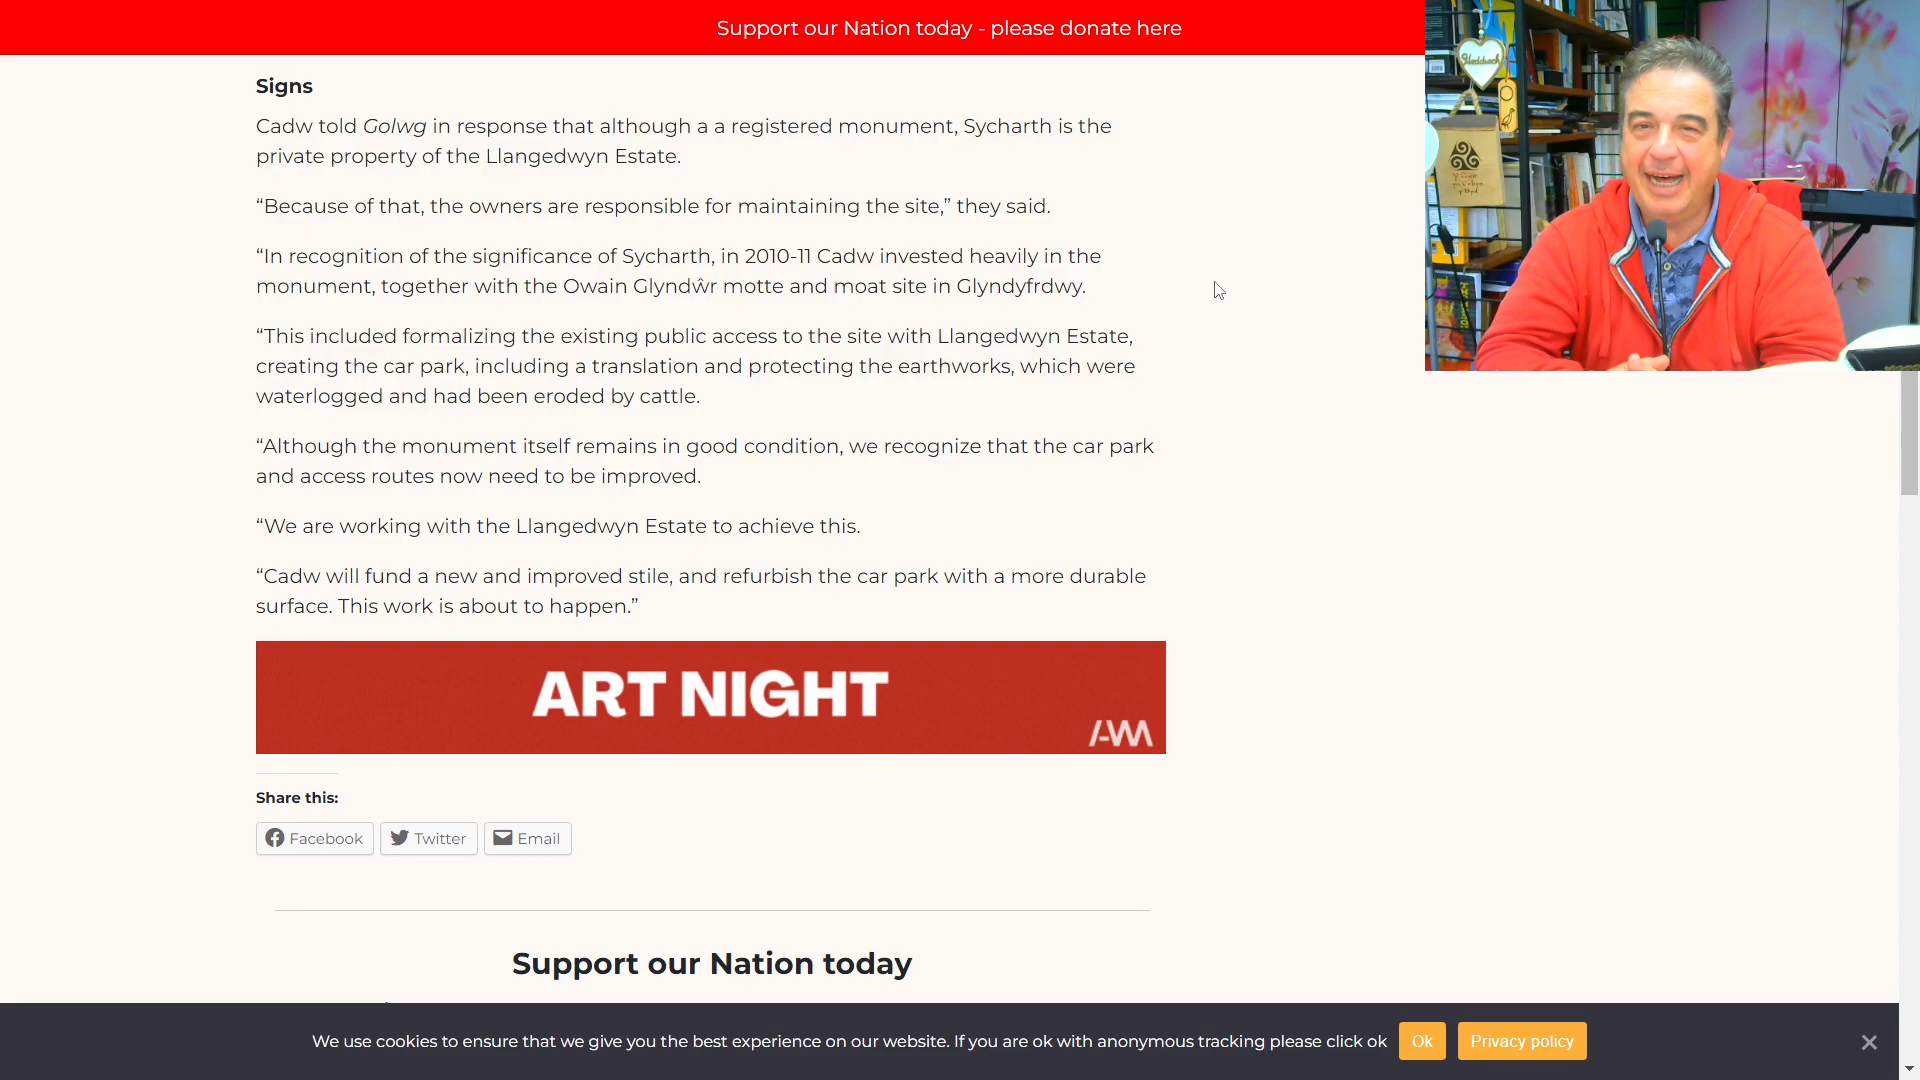 Support our Nation today - please donate here
Signs
Cadw told Golwg in response that although a a registered monument, Sycharth is the
private property of the Llangedwyn Estate.
“Because of that, the owners are responsible for maintaining the site,” they said.
“In recognition of the significance of Sycharth, in 2010-11 Cadw invested heavily in the
monument, together with the Owain Glyndŵr motte and moat site in Glyndyfrdwy.
“This included formalizing the existing public access to the site with Llangedwyn Estate,
creating the car park, including a translation and protecting the earthworks, which were
waterlogged and had been eroded by cattle.
“Although the monument itself remains in good condition, we recognize that the car park
and access routes now need to be improved.
“We are working with the Llangedwyn Estate to achieve this.
“Cadw will fund a new and improved stile, and refurbish the car park with a more durable
surface. This work is about to happen.”
ART NIGHT
Share this:
Facebook Twitter Email
Support our Nation today
We use cookies to ensure that we give you the best experience on our website. If you are ok with anonymous tracking please click ok Ok Privacy policy